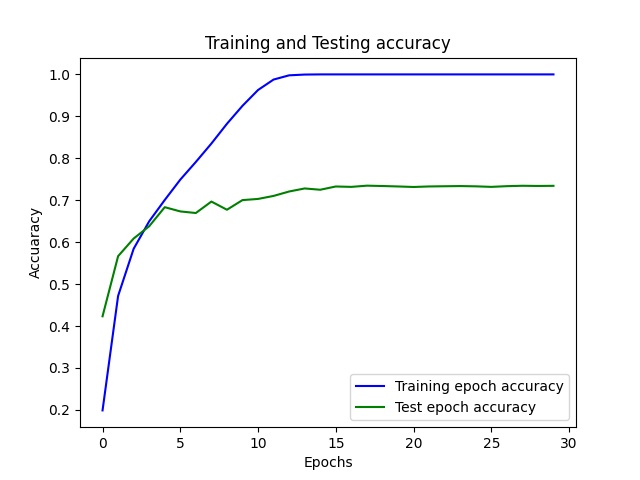 Training and Testing accuracy
Accuaracy
1.0
0.9
0.8
0.7
0.6
0.5
0.4
0.3
0.2
Training epoch accuracy
Test epoch accuracy
0 5 10 15 20 25 30
Epochs